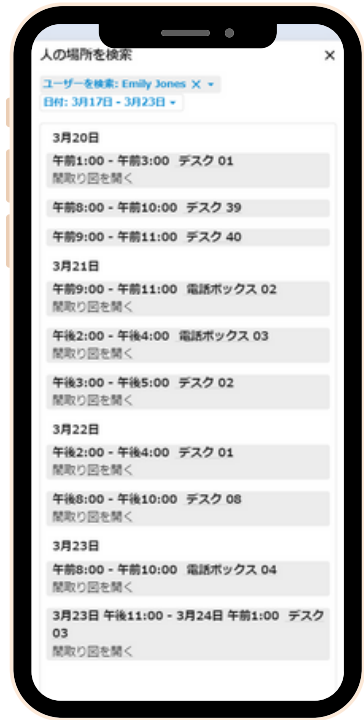 人の場所を検索 ×
ユーザーを検索: Emily Jones ×
日付: 3月17日 - 3月23日
3月20日
午前1:00 - 午前3:00 デスク 01
間取り図を開く
午前8:00 - 午前10:00 デスク 39
午前9:00 - 午前11:00 デスク 40
3月21日
午前9:00 - 午前11:00 電話ボックス 02
間取り図を開く
午後2:00 - 午後4:00 電話ボックス 03
間取り図を開く
午後3:00 - 午後5:00 デスク 02
間取り図を開く
3月22日
午後2:00 - 午後4:00 デスク 01
間取り図を開く
午後8:00 - 午後10:00 デスク 08
間取り図を開く
3月23日
午前8:00 - 午前10:00 電話ボックス 04
間取り図を開く
3月23日 午後11:00 - 3月24日 午前1:00 デスク
03
間取り図を開く